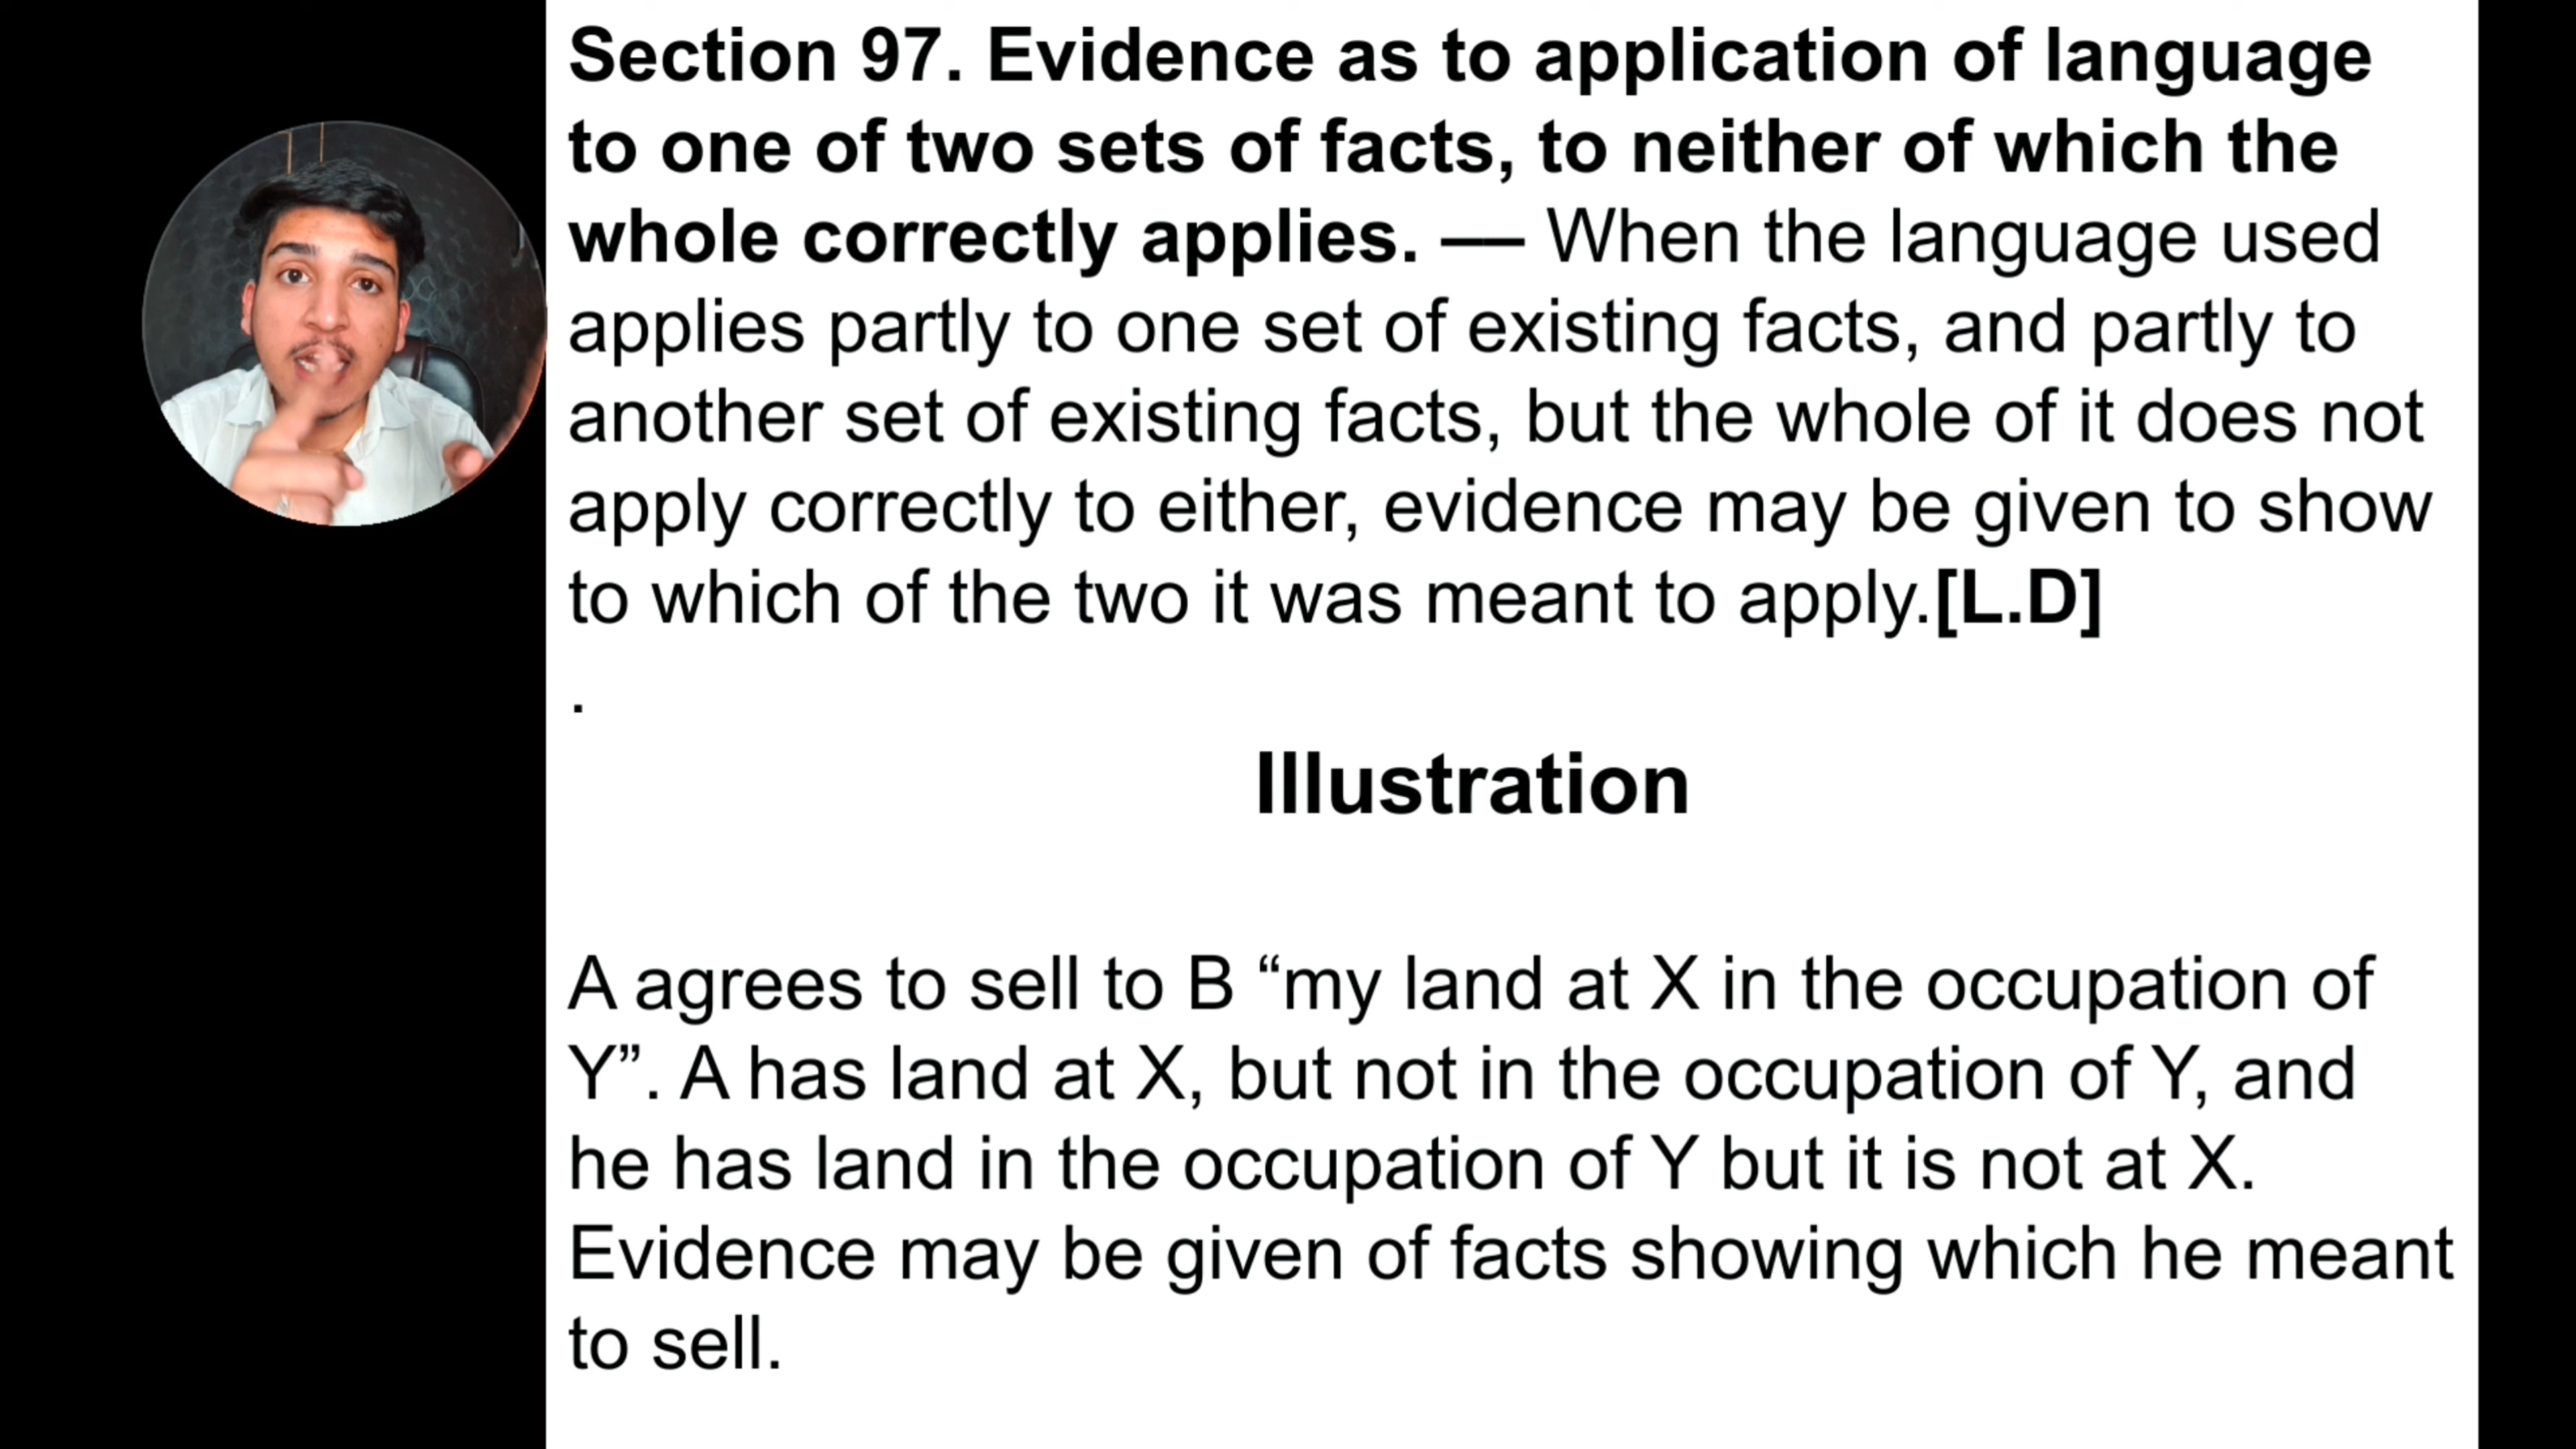 Section 97. Evidence as to application of language
to one of two sets of facts, to neither of which the
whole correctly applies. –– When the language used
applies partly to one set of existing facts, and partly to
another set of existing facts, but the whole of it does not
apply correctly to either, evidence may be given to show
to which of the two it was meant to apply.[L.D]
.
Illustration
A agrees to sell to B “my land at X in the occupation of
Y”. A has land at X, but not in the occupation of Y, and
he has land in the occupation of Y but it is not at X.
Evidence may be given of facts showing which he meant
to sell.